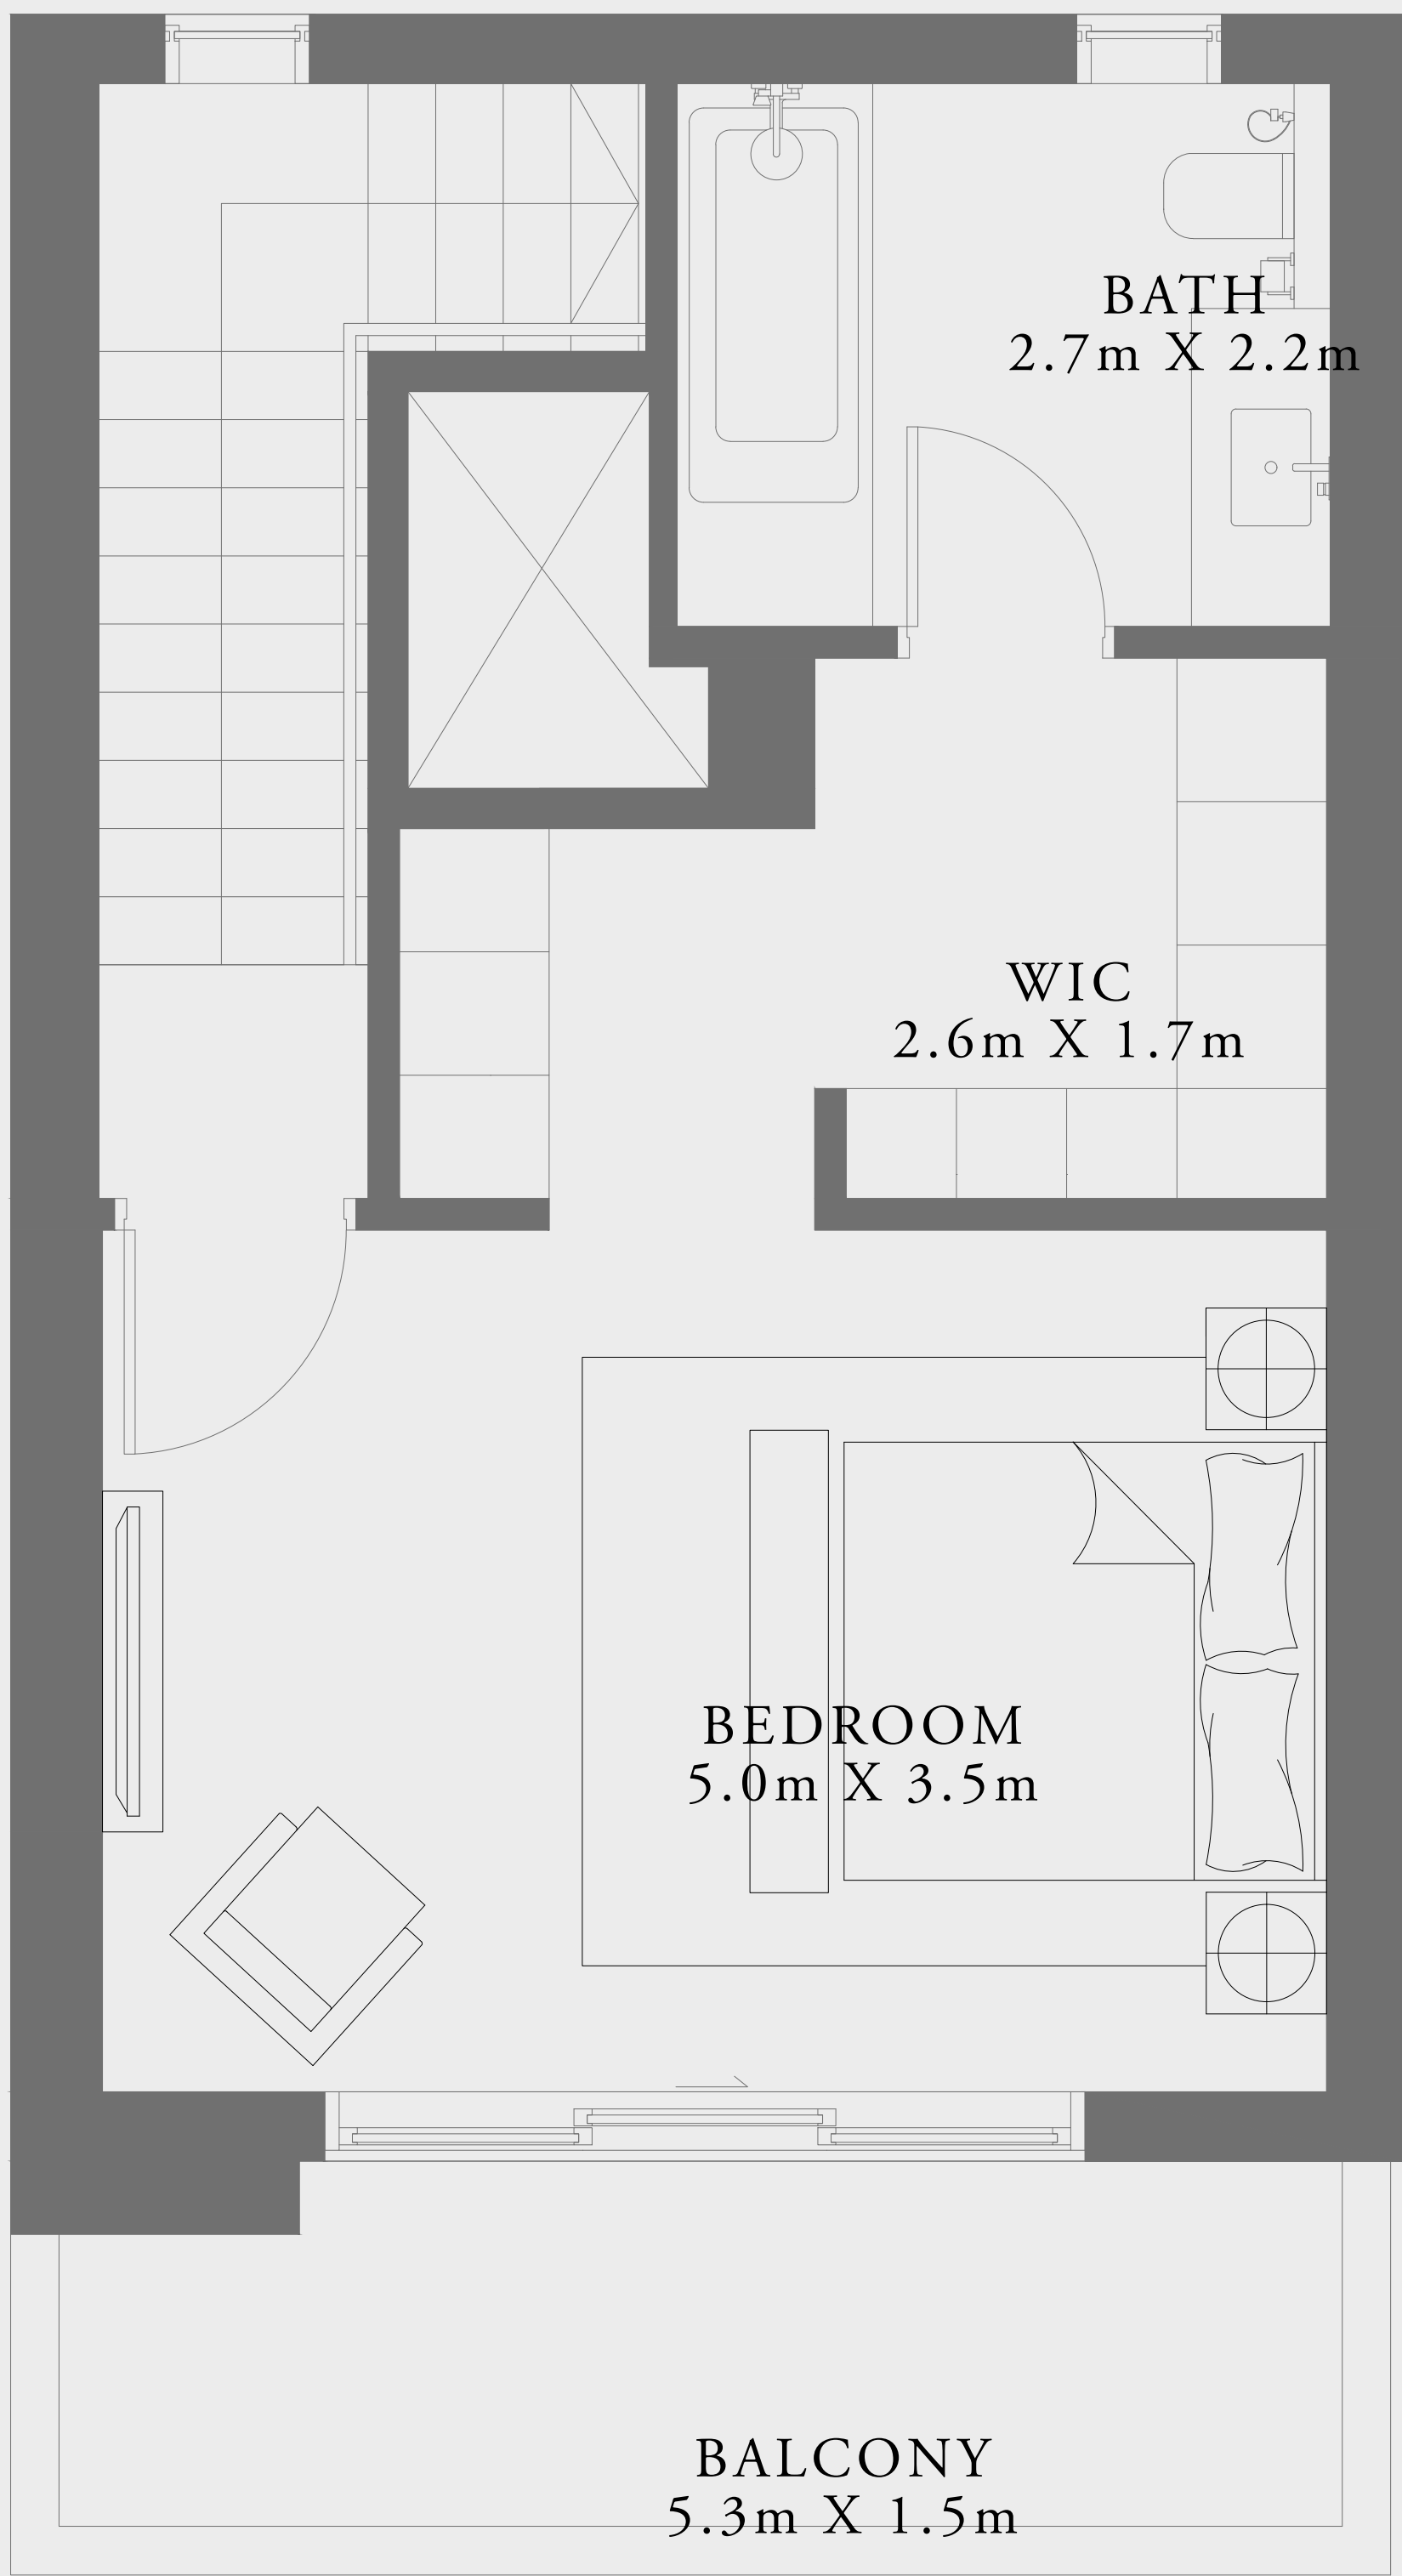 BATH
2.7m X 2.2m
WIC
2.6m X 1.7m
BEDROOM
5.0m X 3.5m
BALCONY
5.3m X 1.5m